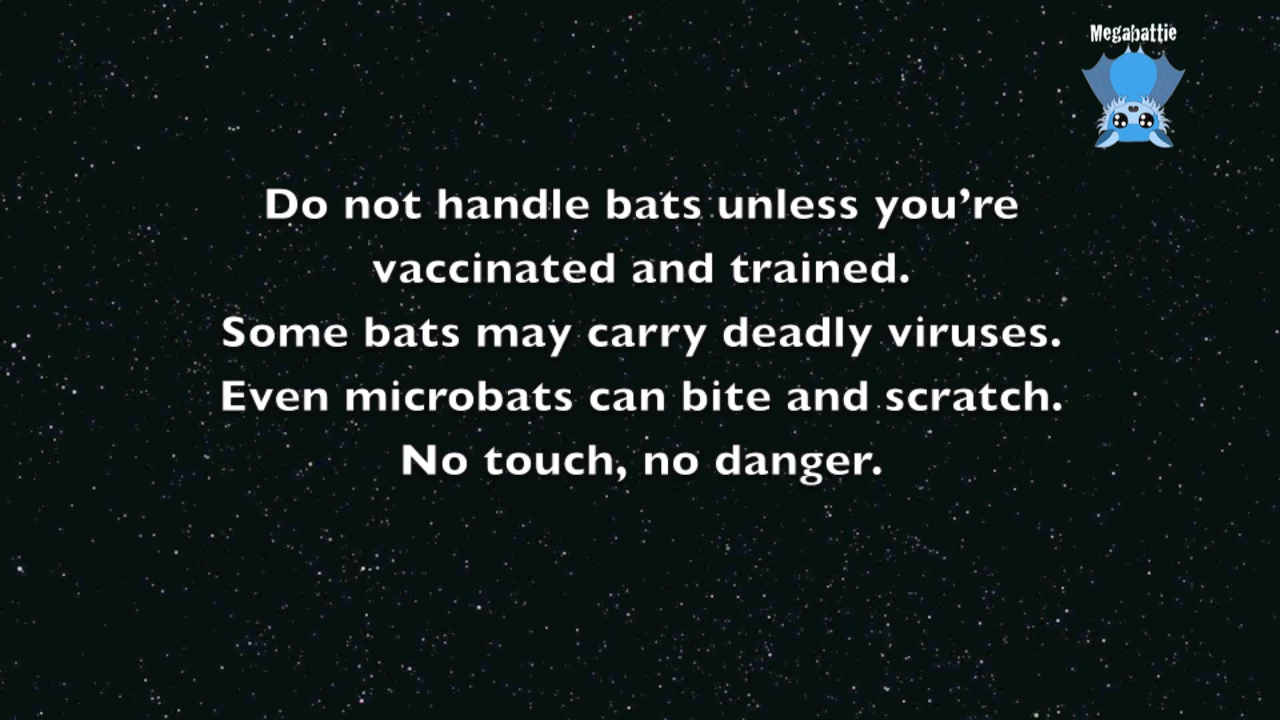 Megabattie
Do not handle bats unless you’re
vaccinated and trained.
Some bats may carry deadly viruses.
Even microbats can bite and scratch.
No touch, no danger.